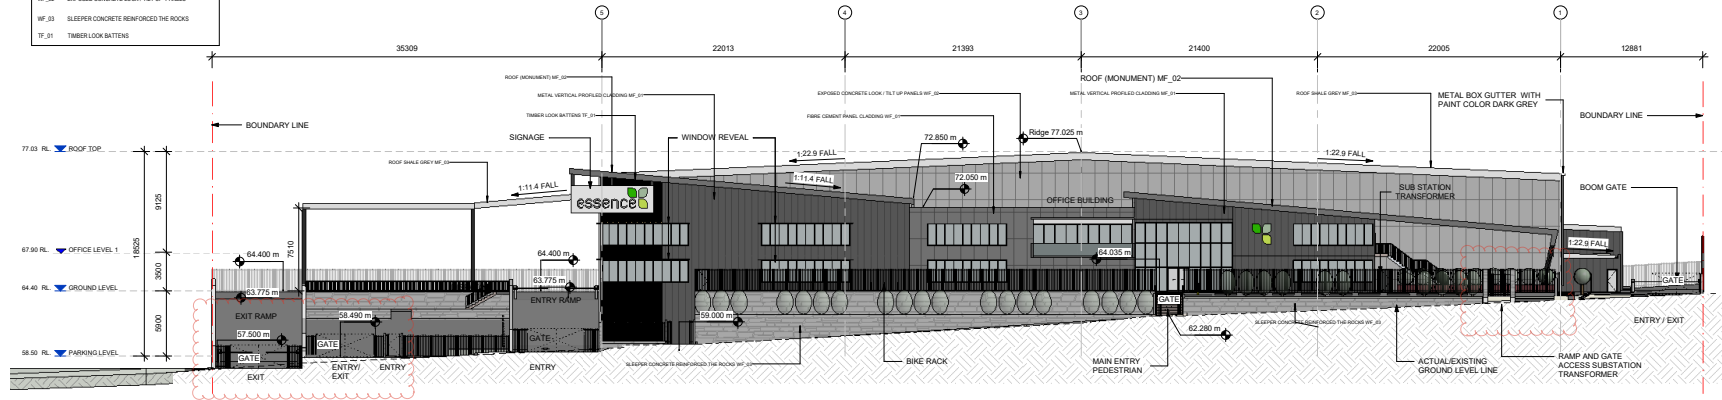 WF_03 SLEEPER CONCRETE REINFORCED THE ROCKS
TF_01 TIMBER LOOK BATTENS
5
4
3
2
1
35309
22013
21393
21400
22005
12881
ROOF (MONUMENT) MF_02
METAL VERTICAL PROFILED CLADDING MF_01
TIMBER LOOK BATTENS TF_01
EXPOSED CONCRETE LOOK / TILT UP PANELS WF_02
FIBRE CEMENT PANEL CLADDING WF_01
ROOF (MONUMENT) MF_02
METAL VERTICAL PROFILED CLADDING MF_01
ROOF SHALE GREY MF_03
METAL BOX GUTTER WITH
PAINT COLOR DARK GREY
BOUNDARY LINE
BOUNDARY LINE
SIGNAGE
WINDOW REVEAL
72.850 m
Ridge 77.025 m
77.03 RL. ROOF TOP
ROOF SHALE GREY MF_03
1:22.9 FALL
1:22.9 FALL
1:11.4 FALL
1:11.4 FALL
72.050 m
essence
OFFICE BUILDING
SUB STATION
TRANSFORMER
BOOM GATE
9125
18525
7510
3500
5900
67.90 RL. OFFICE LEVEL 1
64.400 m
64.400 m
64.035 m
1:22.9 FALL
63.775 m
63.775 m
64.40 RL. GROUND LEVEL
ENTRY RAMP
GATE
GATE
EXIT RAMP
58.490 m
59.000 m
57.500 m
62.280 m
SLEEPER CONCRETE REINFORCED THE ROCKS WF_03
ENTRY / EXIT
58.50 RL. PARKING LEVEL
GATE
GATE
GATE
SLEEPER CONCRETE REINFORCED THE ROCKS WF_03
BIKE RACK
MAIN ENTRY
PEDESTRIAN
ACTUAL/EXISTING
GROUND LEVEL LINE
RAMP AND GATE
ACCESS SUBSTATION
TRANSFORMER
EXIT
ENTRY/
EXIT
ENTRY
ENTRY